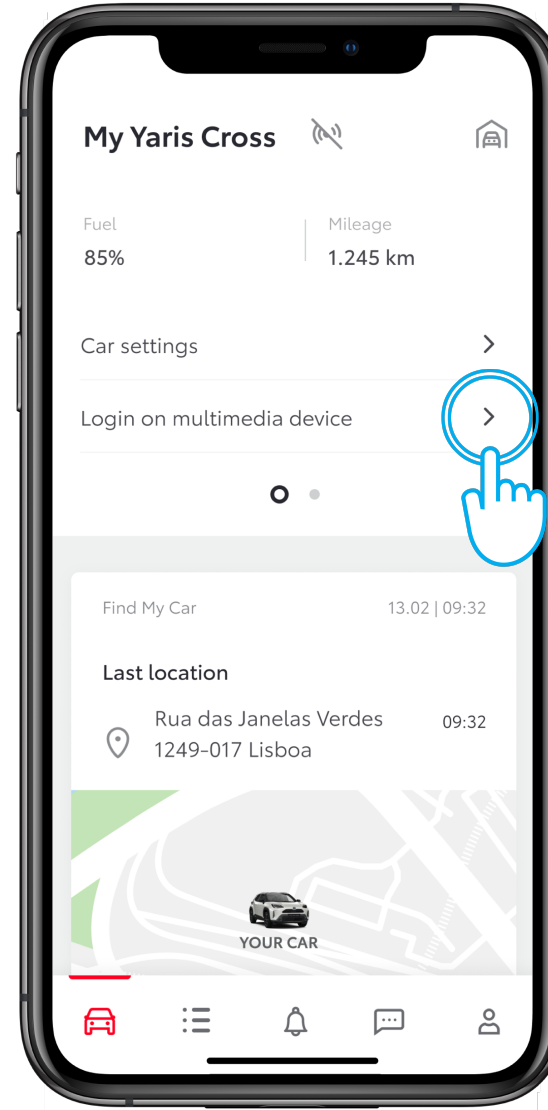 My Yaris Cross
Fuel
Mileage
85%
1.245 km
Car settings
Login on multimedia device
Find My Car
13.02 | 09:32
Last location
Rua das Janelas Verdes
09:32
1249-017 Lisboa
YOUR CAR